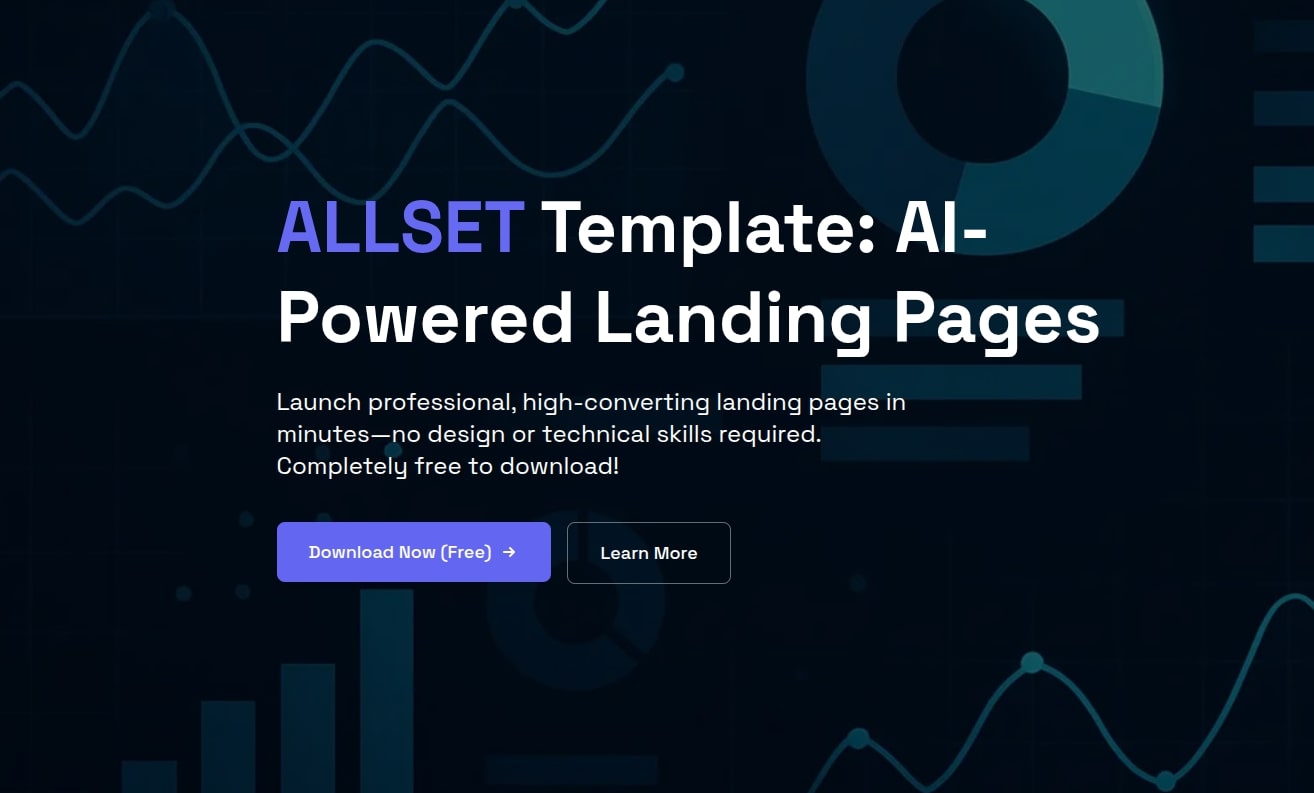 ALLSET Template: AI-
Powered Landing Pages
Launch professional, high-converting landing pages in
minutes—no design or technical skills required.
Completely free to download!
Download Now (Free) →
Learn More